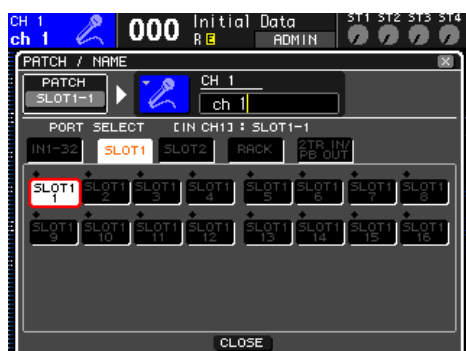 CH 1
ch 1
000
Initial Data
R E
ADMIN
ST1 ST2 ST3 ST4
PATCH / NAME
PATCH
SLOT1-1
CH 1
ch 1
PORT SELECT [IN CH1] : SLOT1-1
IN1-32 SLOT1 SLOT2 RACK 2TR IN/
PB OUT
SLOT1 SLOT1 SLOT1 SLOT1 SLOT1 SLOT1 SLOT1 SLOT1
1 2 3 4 5 6 7 8
SLOT1 SLOT1 SLOT1 SLOT1 SLOT1 SLOT1 SLOT1 SLOT1
9 10 11 12 13 14 15 16
CLOSE